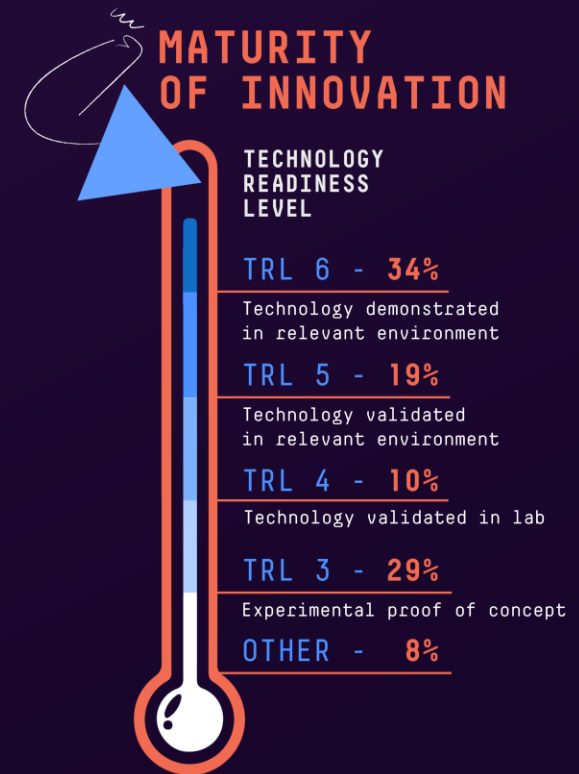 MATURITY
OF INNOVATION
TECHNOLOGY
READINESS
LEVEL
TRL 6 - 34%
Technology demonstrated
in relevant environment
TRL 5 - 19%
Technology validated
in relevant environment
TRL 4 - 10%
Technology validated in lab
TRL 3 - 29%
Experimental proof of concept
OTHER - 8%